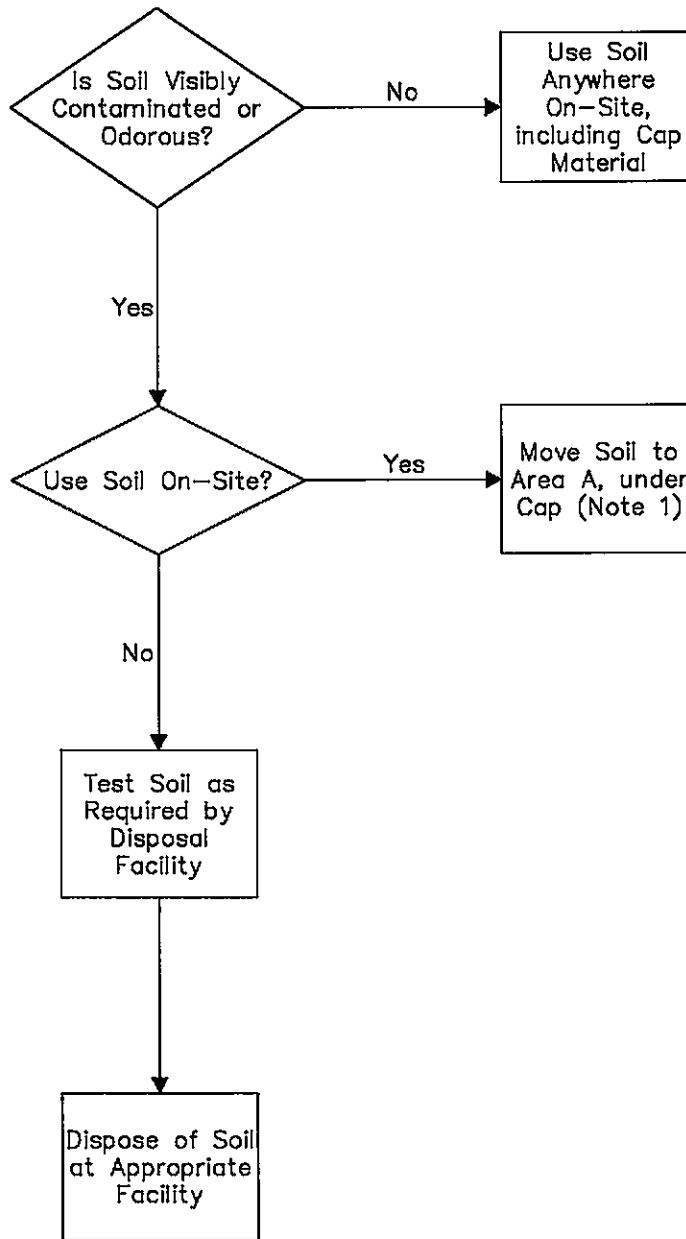 Is Soil Visibly
Contaminated or
Odorous?
No
Use Soil
Anywhere
On-Site,
including Cap
Material
Yes
Use Soil On-Site?
Yes
Move Soil to
Area A, under
Cap (Note 1)
No
Test Soil as
Required by
Disposal
Facility
Dispose of Soil
at Appropriate
Facility